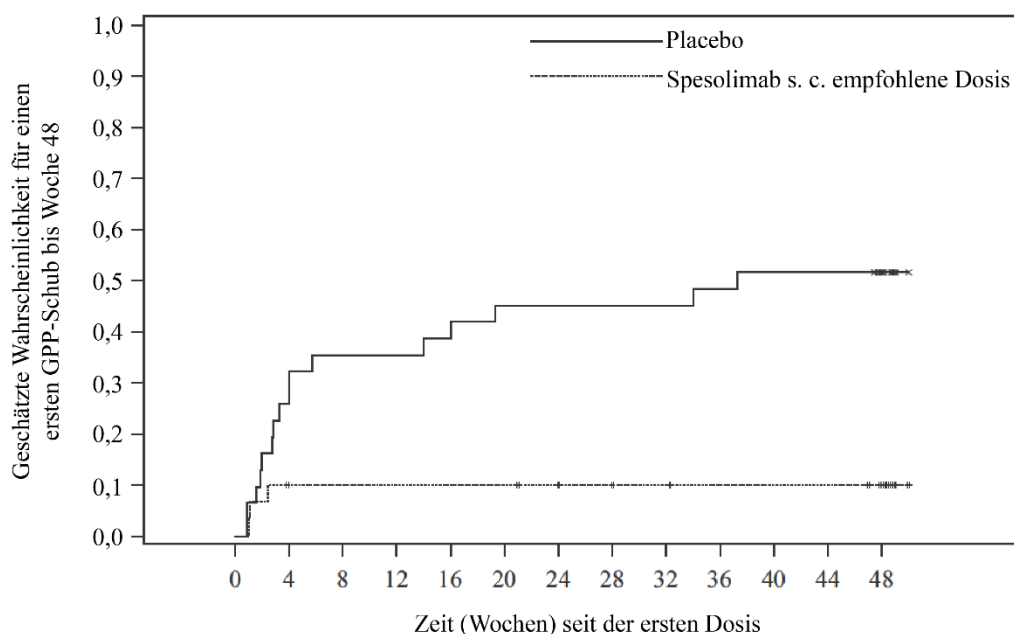 Geschätzte Wahrscheinlichkeit für einen
ersten GPP-Schub bis Woche 48
1,0
0,9
0,8
0,7
0,6
0,5
0,4
0,3
0,2
0,1
0,0
Placebo
Spesolimab s. c. empfohlene Dosis
0 4 8 12 16 20 24 28 32 36 40 44 48
Zeit (Wochen) seit der ersten Dosis